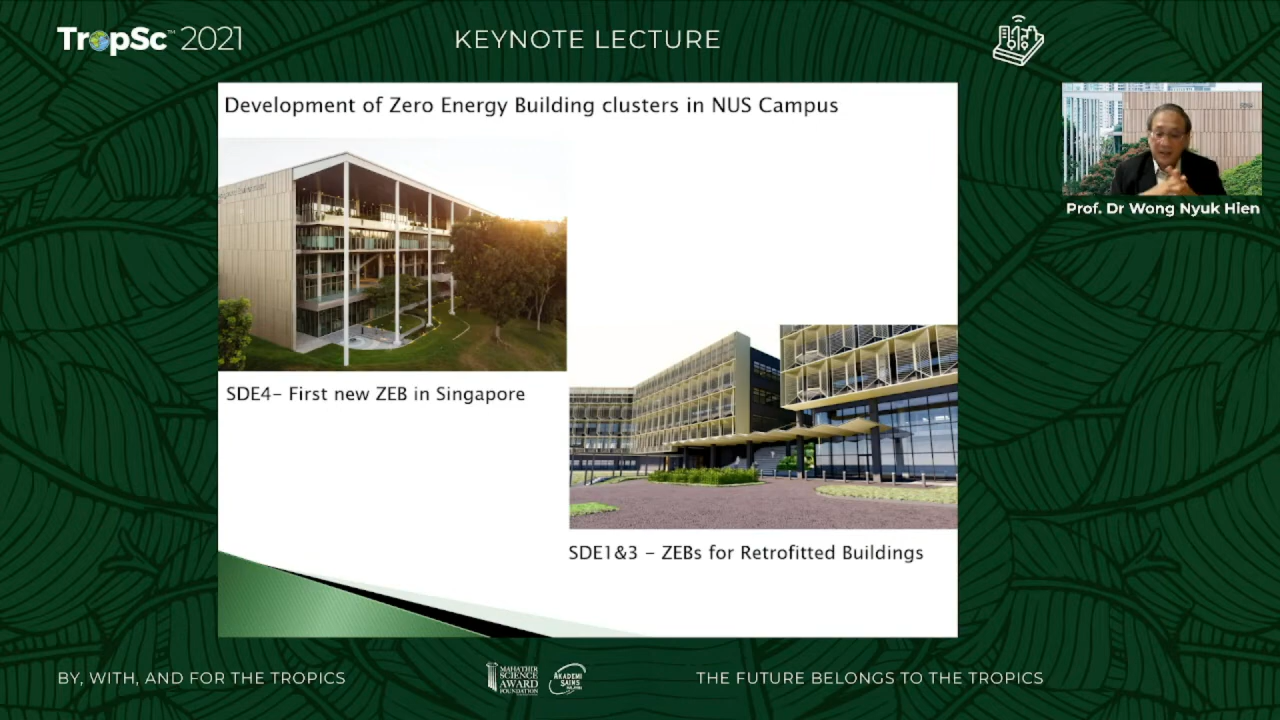 TropSc™ 2021
KEYNOTE LECTURE
Development of Zero Energy Building clusters in NUS Campus
Prof. Dr Wong Nyuk Hien
SDE4- First new ZEB in Singapore
SDE1&3 - ZEBs for Retrofitted Buildings
BY, WITH, AND FOR THE TROPICS
MAHATHIR
SCIENCE
AWARD
FOUNDATION
AKADEMI
SAINS
THE FUTURE BELONGS TO THE TROPICS